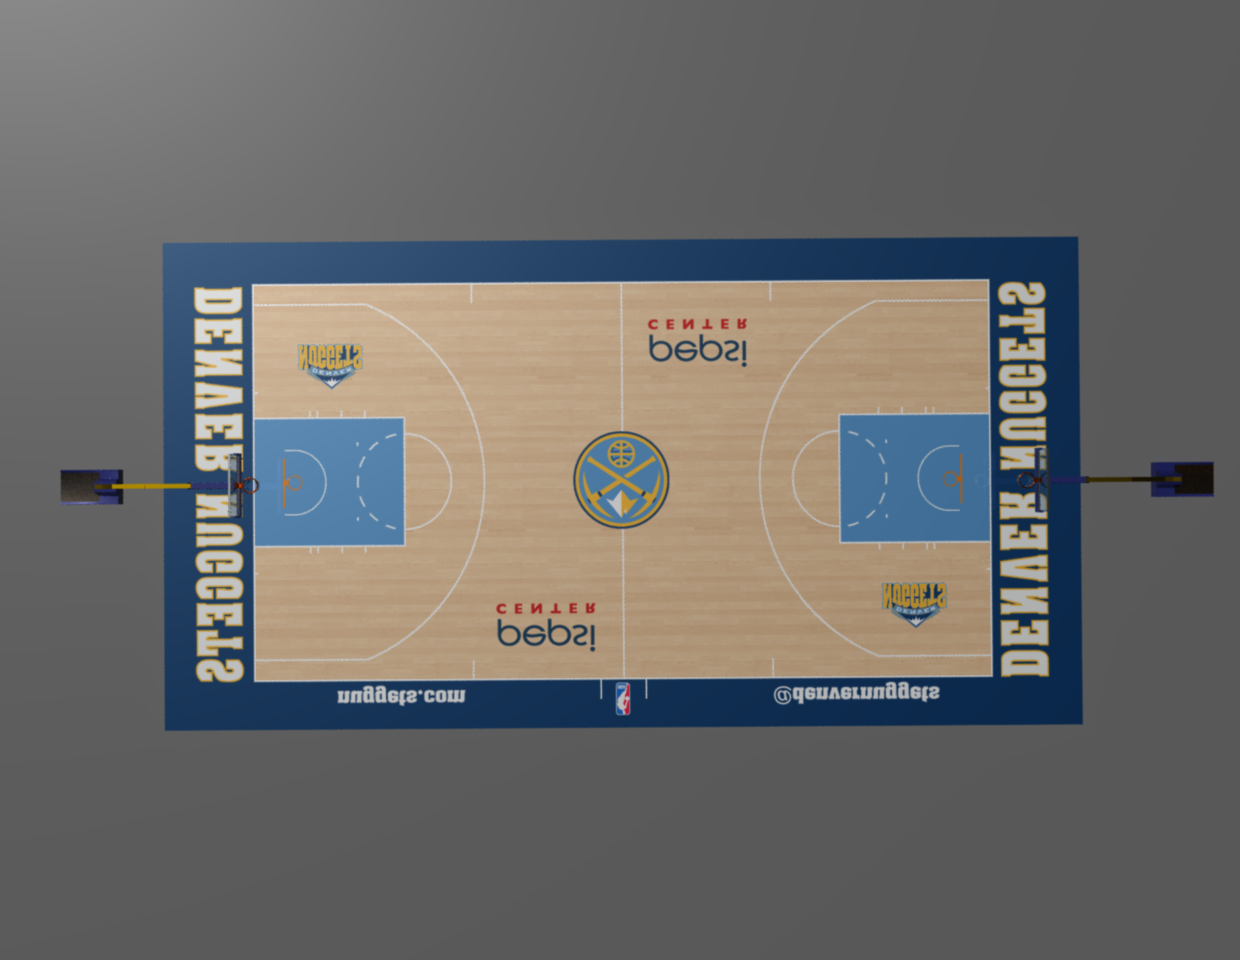 CENTER
pepsi
NUGGETS
DENVER
DENVER NUGGETS
DENVER NUGGETS
NUGGETS
DENVER
CENTER
pepsi
nuggets.com
@denvernuggets